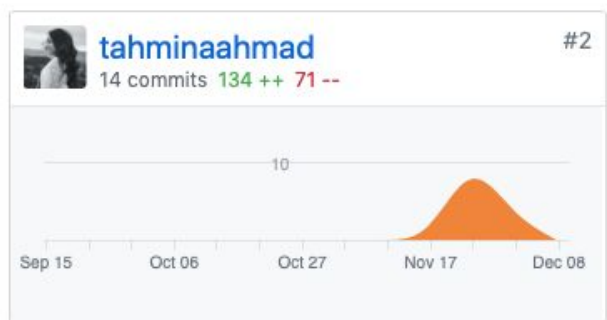 tahminaahmad #2
14 commits 134 ++ 71 --
10
Sep 15 Oct 06 Oct 27 Nov 17 Dec 08